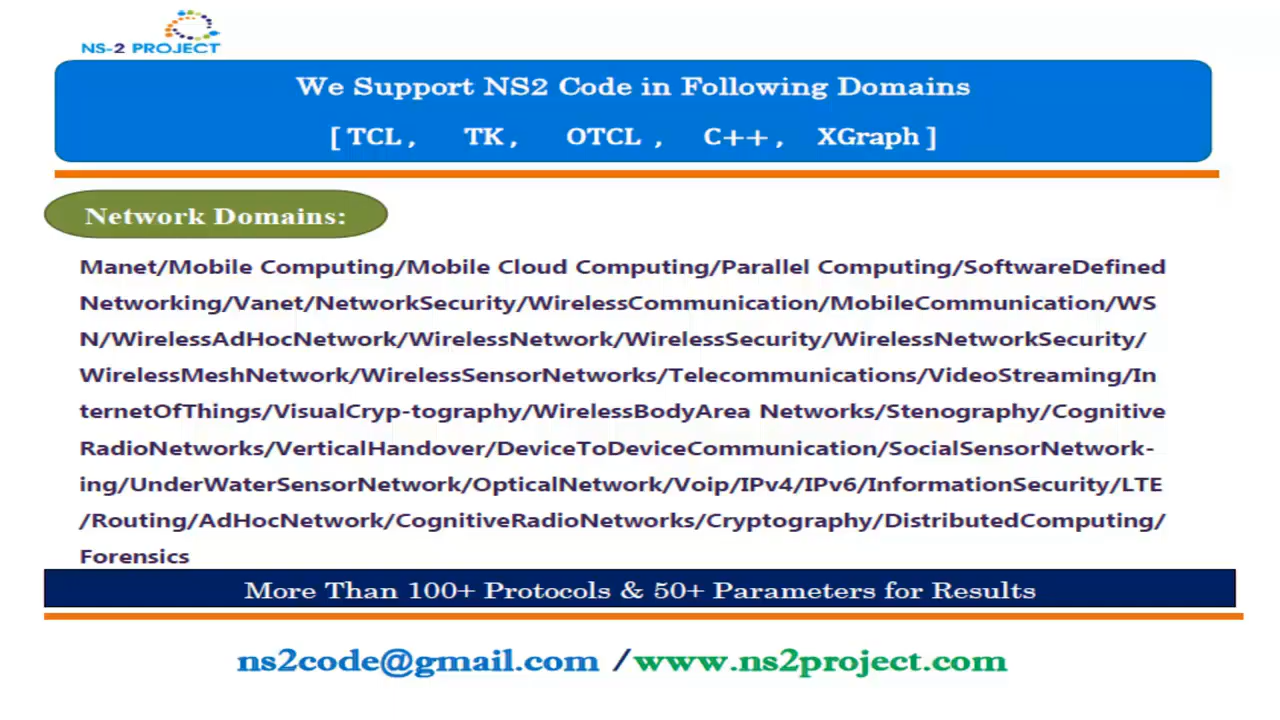 NS-2 PROJECT
We Support NS2 Code in Following Domains
[ TCL , TK , OTCL , C++ , XGraph ]
Network Domains:
Manet/Mobile Computing/Mobile Cloud Computing/Parallel Computing/SoftwareDefined
Networking/Vanet/NetworkSecurity/WirelessCommunication/MobileCommunication/WS
N/WirelessAdHocNetwork/WirelessNetwork/WirelessSecurity/WirelessNetworkSecurity/
WirelessMeshNetwork/WirelessSensorNetworks/Telecommunications/VideoStreaming/In
ternetOfThings/VisualCryp-tography/WirelessBodyArea Networks/Stenography/Cognitive
RadioNetworks/VerticalHandover/DeviceToDeviceCommunication/SocialSensorNetwork-
ing/UnderWaterSensorNetwork/OpticalNetwork/Voip/IPv4/IPv6/InformationSecurity/LTE
/Routing/AdHocNetwork/CognitiveRadioNetworks/Cryptography/DistributedComputing/
Forensics
More Than 100+ Protocols & 50+ Parameters for Results
ns2code@gmail.com /www.ns2project.com